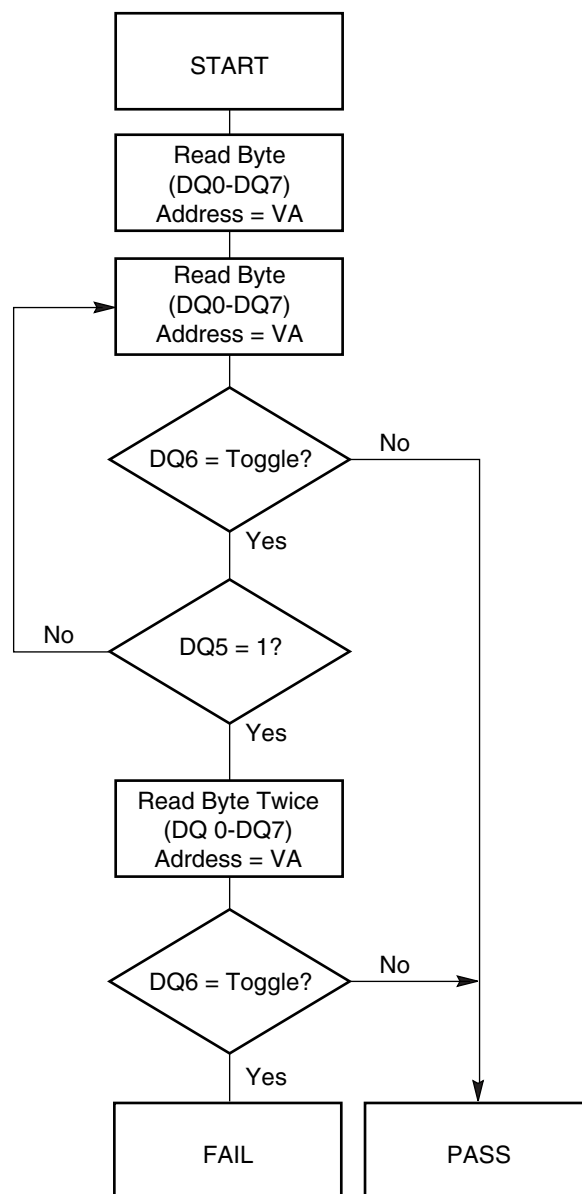 START
Read Byte
(DQ0-DQ7)
Address = VA
Read Byte
(DQ0-DQ7)
Address = VA
DQ6 = Toggle?
No
Yes
DQ5 = 1?
No
Yes
Read Byte Twice
(DQ 0-DQ7)
Adrdess = VA
DQ6 = Toggle?
No
Yes
FAIL
PASS